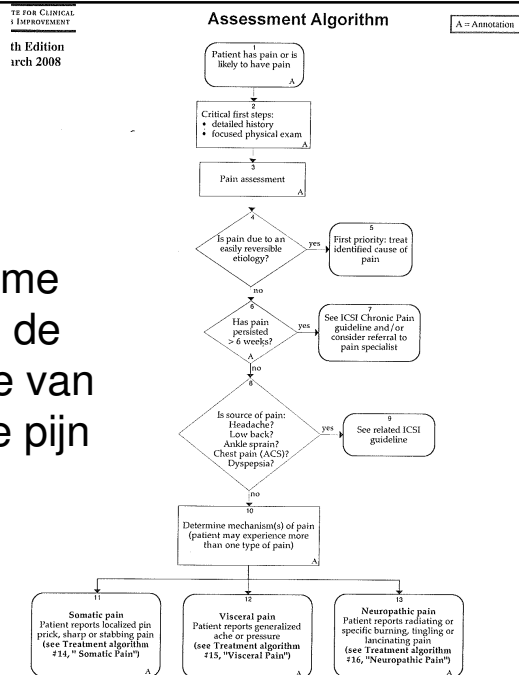 TE FOR CLINICAL
S IMPROVEMENT
th Edition
arch 2008
Assessment Algorithm
A = Annotation
me
de
e van
e pijn
1
Patient has pain or is
likely to have pain
A
2
Critical first steps:
• detailed history
• focused physical exam
A
3
Pain assessment
A
4
Is pain due to an
easily reversible
etiology?
yes
5
First priority: treat
identified cause of
pain
no
6
Has pain
persisted
> 6 weeks?
A
yes
7
See ICSI Chronic Pain
guideline and/or
consider referral to
pain specialist
no
8
Is source of pain:
Headache?
Low back?
Ankle sprain?
Chest pain (ACS)?
Dyspepsia?
yes
9
See related ICSI
guideline
no
10
Determine mechanism(s) of pain
(patient may experience more
than one type of pain)
A
11
Somatic pain
Patient reports localized pin
prick, sharp or stabbing pain
(see Treatment algorithm
#14, " Somatic Pain")
A
12
Visceral pain
Patient reports generalized
ache or pressure
(see Treatment algorithm
#15, "Visceral Pain")
A
13
Neuropathic pain
Patient reports radiating or
specific burning, tingling or
lancinating pain
(see Treatment algorithm
#16, "Neuropathic Pain")
A